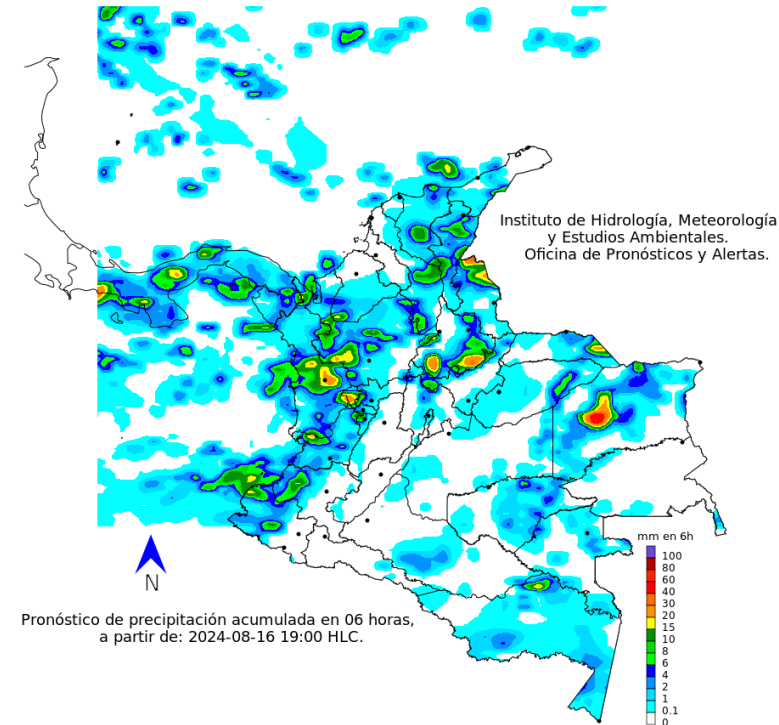 Instituto de Hidrología, Meteorología
y Estudios Ambientales.
Oficina de Pronósticos y Alertas.
mm en 6h
100
80
60
40
30
20
15
10
8
6
4
2
1
0.1
0
N
Pronóstico de precipitación acumulada en 06 horas,
a partir de: 2024-08-16 19:00 HLC.